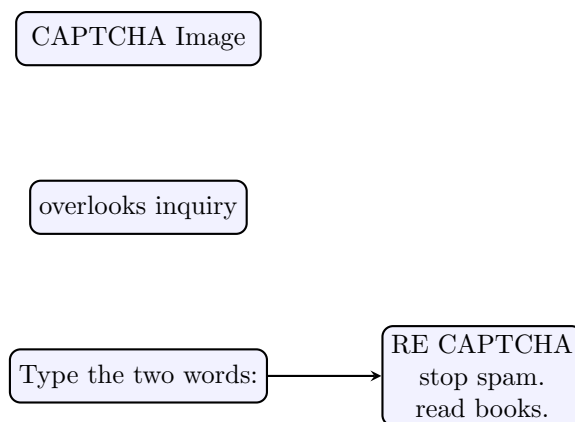 CAPTCHA Image
overlooks inquiry
Type the two words:
RE CAPTCHA
stop spam.
read books.